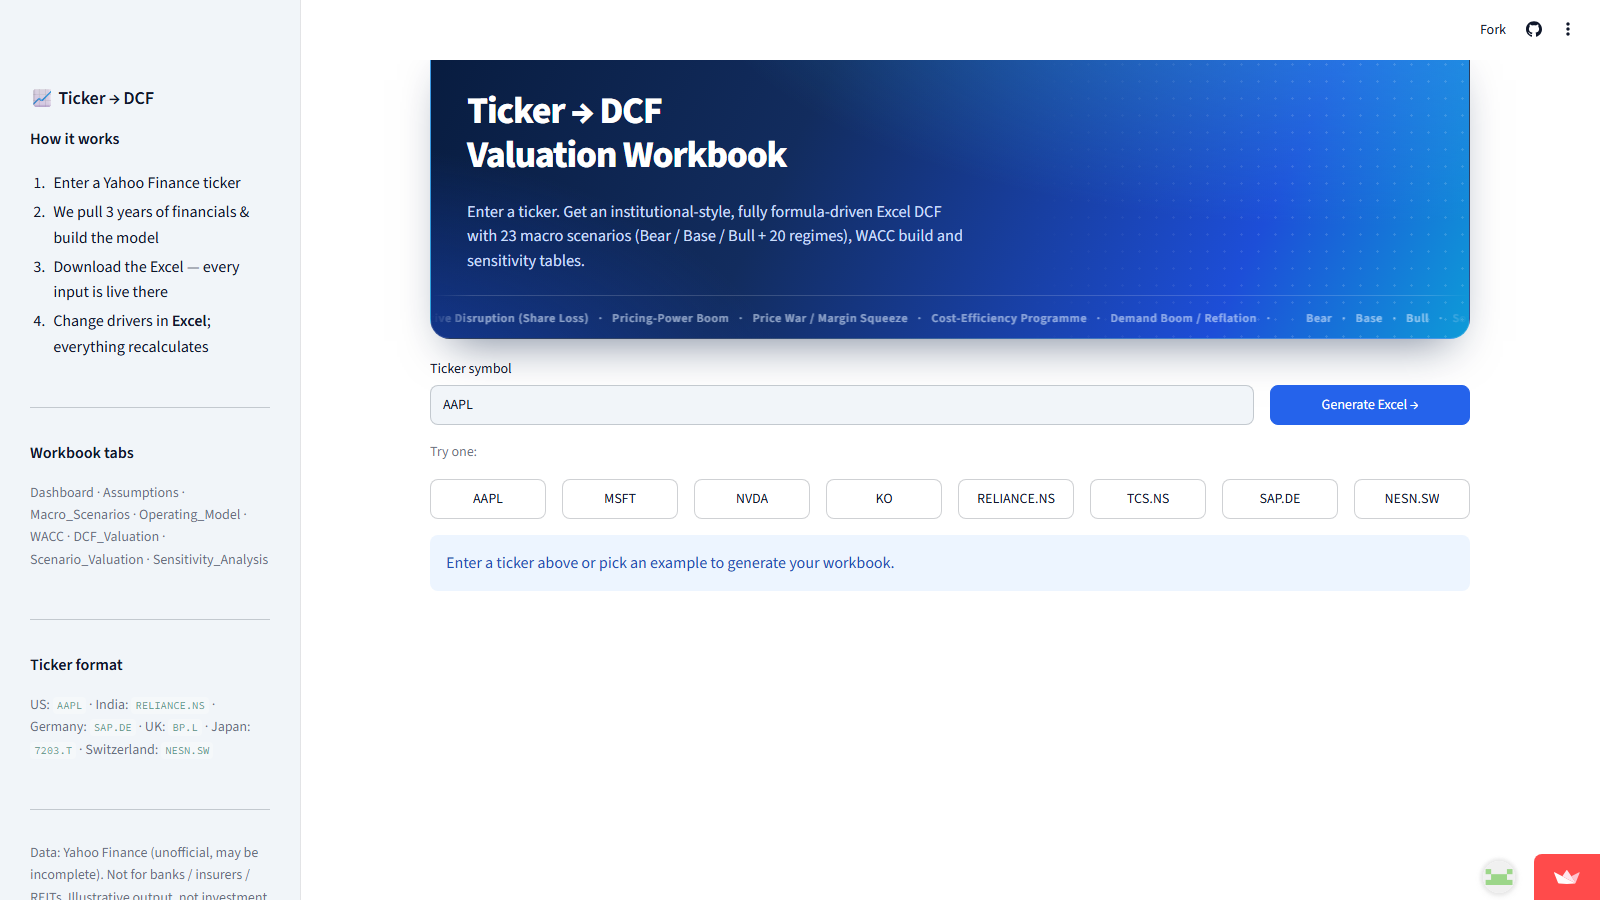 Fork
Ticker → DCF
How it works
1. Enter a Yahoo Finance ticker
2. We pull 3 years of financials &
build the model
3. Download the Excel — every
input is live there
4. Change drivers in Excel;
everything recalculates
Workbook tabs
Dashboard · Assumptions ·
Macro_Scenarios · Operating_Model ·
WACC · DCF_Valuation ·
Scenario_Valuation · Sensitivity_Analysis
Ticker format
US: AAPL · India: RELIANCE.NS ·
Germany: SAP.DE · UK: BP.L · Japan:
7203.T · Switzerland: NESN.SW
Data: Yahoo Finance (unofficial, may be
incomplete). Not for banks / insurers /
REITs. Illustrative output, not investment
Ticker → DCF
Valuation Workbook
Enter a ticker. Get an institutional-style, fully formula-driven Excel DCF
with 23 macro scenarios (Bear / Base / Bull + 20 regimes), WACC build and
sensitivity tables.
Disruption (Share Loss) · Pricing-Power Boom · Price War / Margin Squeeze · Cost-Efficiency Programme · Demand Boom / Reflation · Bear · Base · Bull ·
Ticker symbol
AAPL
Generate Excel →
Try one:
AAPL
MSFT
NVDA
KO
RELIANCE.NS
TCS.NS
SAP.DE
NESN.SW
Enter a ticker above or pick an example to generate your workbook.